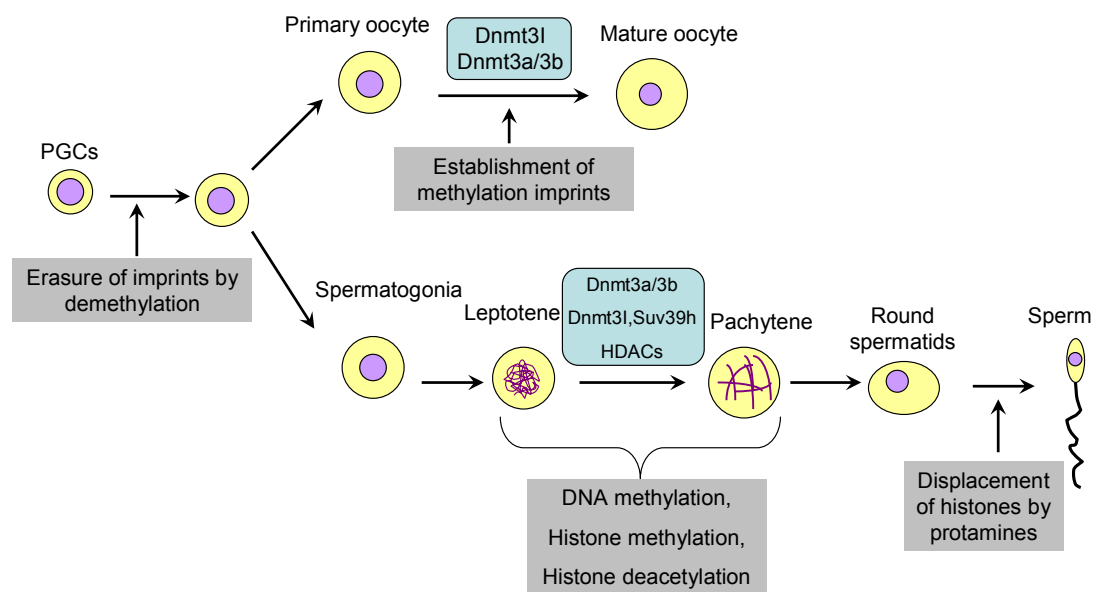 Primary oocyte
Dnmt3l
Dnmt3a/3b
Mature oocyte
PGCs
Establishment of
methylation imprints
Erasure of imprints by
demethylation
Spermatogonia
Leptotene
Dnmt3a/3b
Dnmt3l,Suv39h
HDACs
Pachytene
Round
spermatids
Sperm
DNA methylation,
Histone methylation,
Histone deacetylation
Displacement
of histones by
protamines